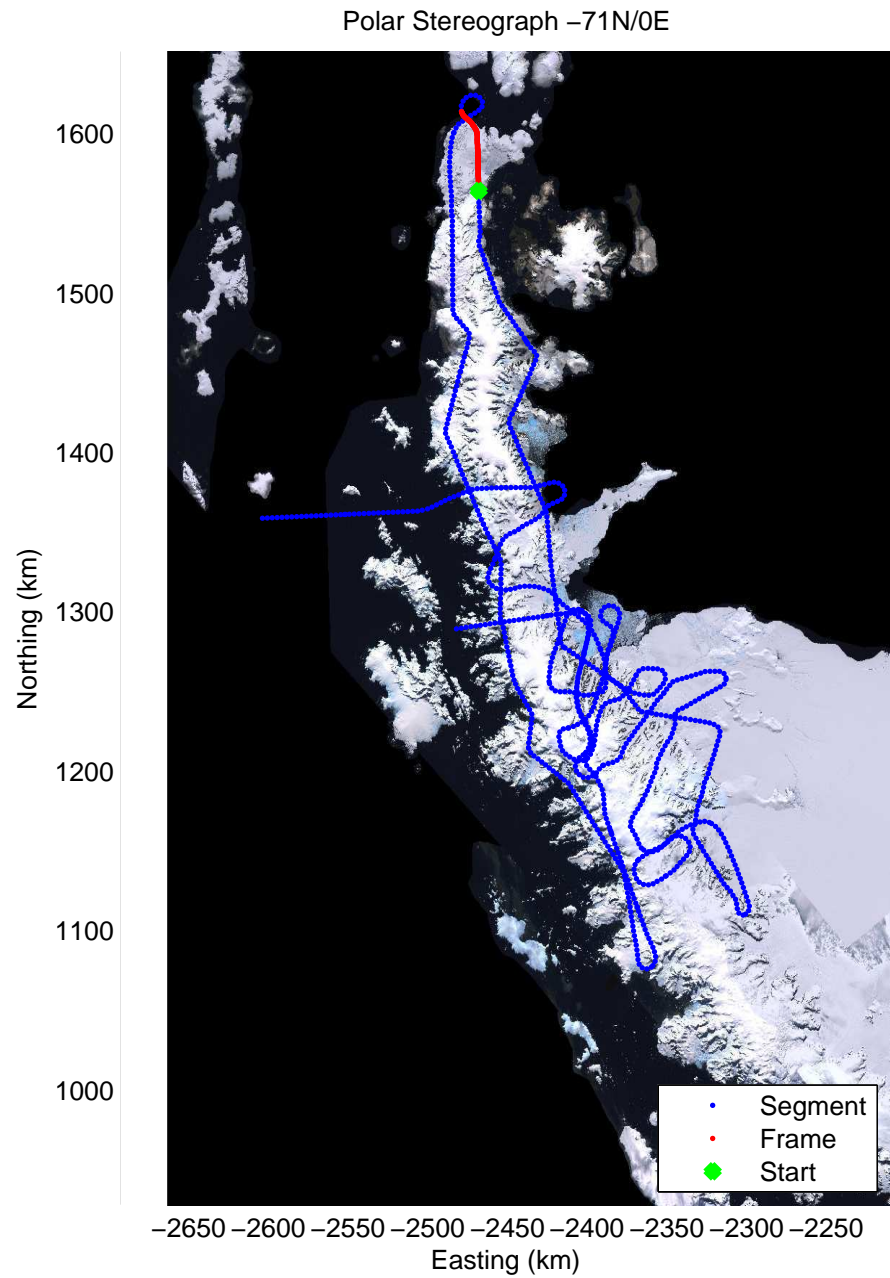 Polar Stereograph −71N/0E
1600
1500
1400
1300
1200
1100
1000
Northing (km)
−2650 −2600 −2550 −2500 −2450 −2400 −2350 −2300 −2250
Easting (km)
Segment
Frame
Start